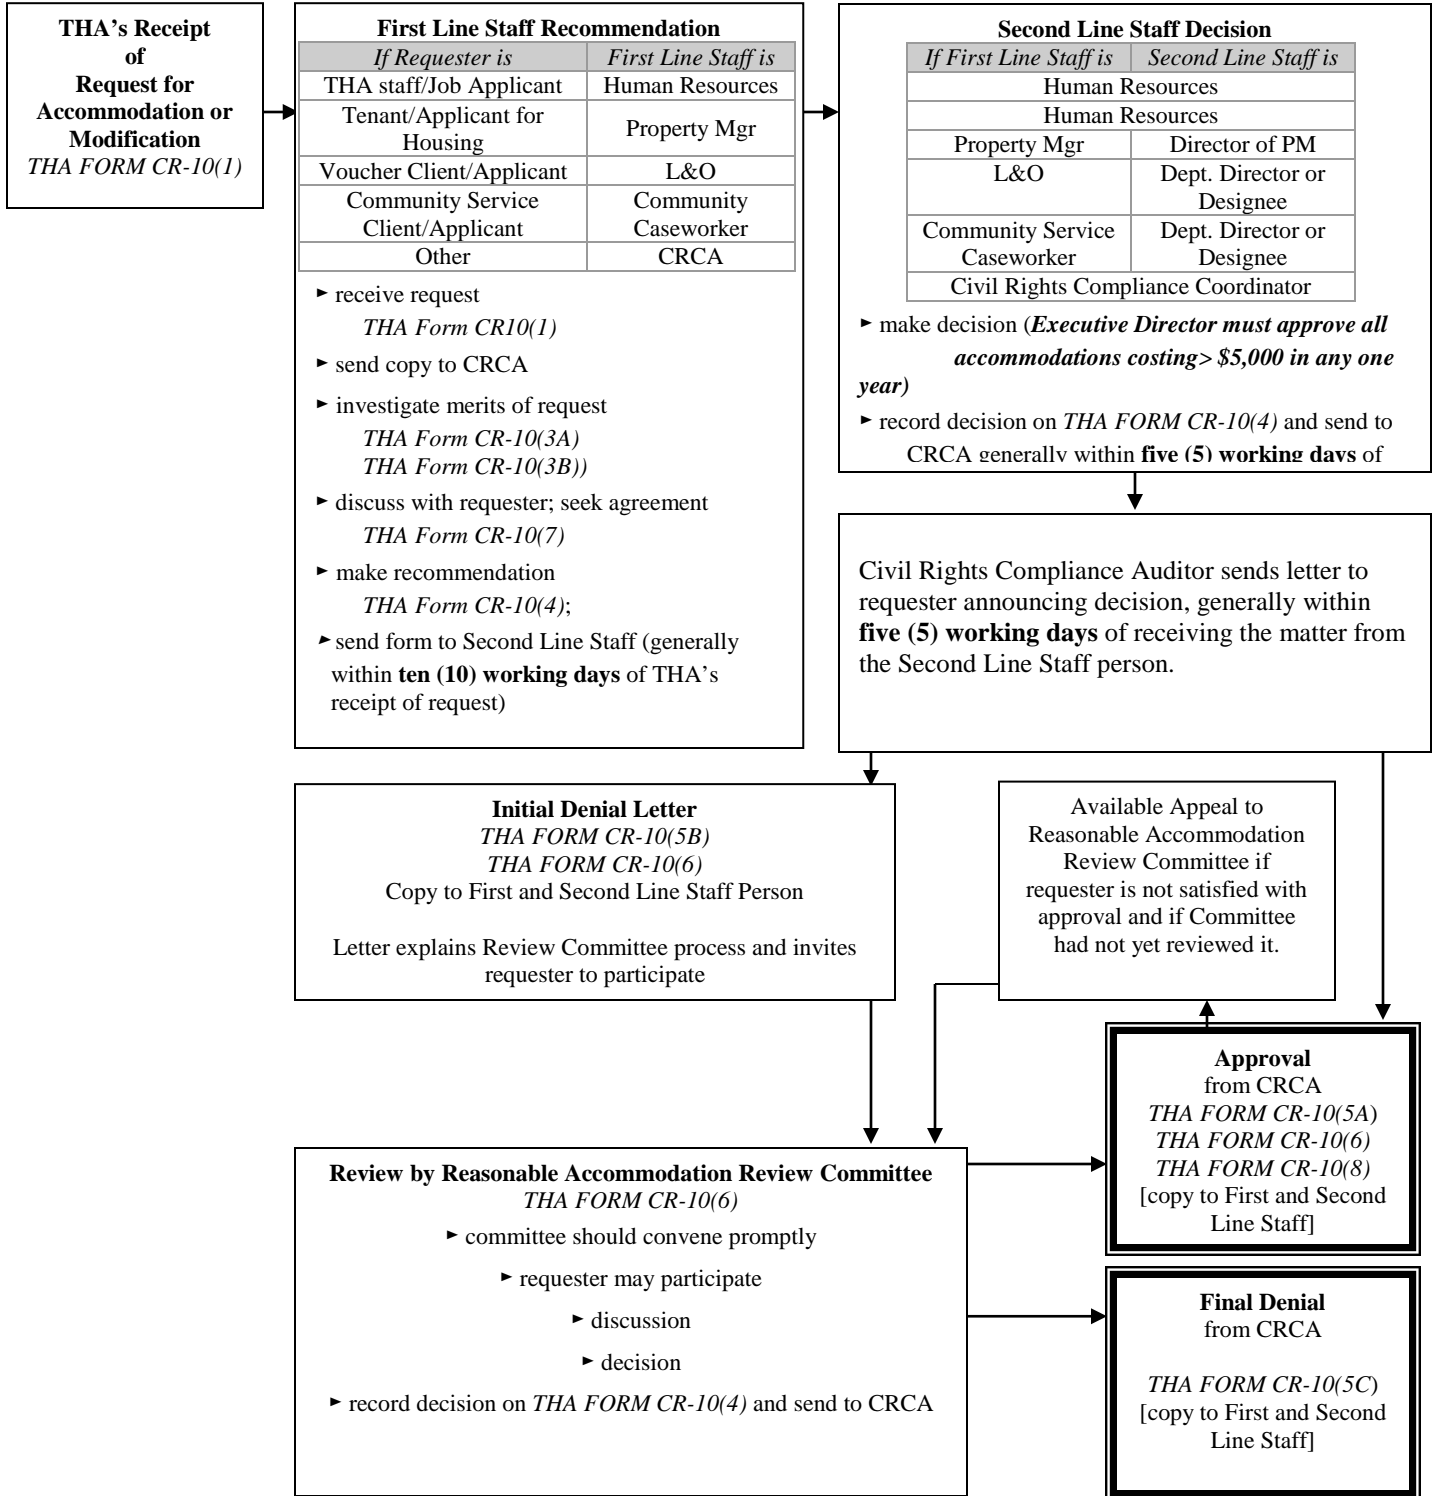 THA's Receipt
of
Request for
Accommodation or
Modification
THA FORM CR-10(1)
First Line Staff Recommendation
If Requester is First Line Staff is
THA staff/Job Applicant Human Resources
Tenant/Applicant for
Housing
Property Mgr
Voucher Client/Applicant L&O
Community Service
Client/Applicant
Community
Caseworker
Other CRCA
► receive request
THA Form CR10(1)
► send copy to CRCA
► investigate merits of request
THA Form CR-10(3A)
THA Form CR-10(3B))
► discuss with requester; seek agreement
THA Form CR-10(7)
► make recommendation
THA Form CR-10(4);
► send form to Second Line Staff (generally
within ten (10) working days of THA's
receipt of request)
Second Line Staff Decision
If First Line Staff is Second Line Staff is
Human Resources
Human Resources
Property Mgr Director of PM
L&O Dept. Director or
Designee
Community Service
Caseworker
Dept. Director or
Designee
Civil Rights Compliance Coordinator
► make decision (Executive Director must approve all
accommodations costing> $5,000 in any one
year)
► record decision on THA FORM CR-10(4) and send to
CRCA generally within five (5) working days of
Civil Rights Compliance Auditor sends letter to
requester announcing decision, generally within
five (5) working days of receiving the matter from
the Second Line Staff person.
Initial Denial Letter
THA FORM CR-10(5B)
THA FORM CR-10(6)
Copy to First and Second Line Staff Person
Letter explains Review Committee process and invites
requester to participate
Available Appeal to
Reasonable Accommodation
Review Committee if
requester is not satisfied with
approval and if Committee
had not yet reviewed it.
Approval
from CRCA
THA FORM CR-10(5A)
THA FORM CR-10(6)
THA FORM CR-10(8)
[copy to First and Second
Line Staff]
Review by Reasonable Accommodation Review Committee
THA FORM CR-10(6)
► committee should convene promptly
► requester may participate
► discussion
► decision
► record decision on THA FORM CR-10(4) and send to CRCA
Final Denial
from CRCA
THA FORM CR-10(5C)
[copy to First and Second
Line Staff]